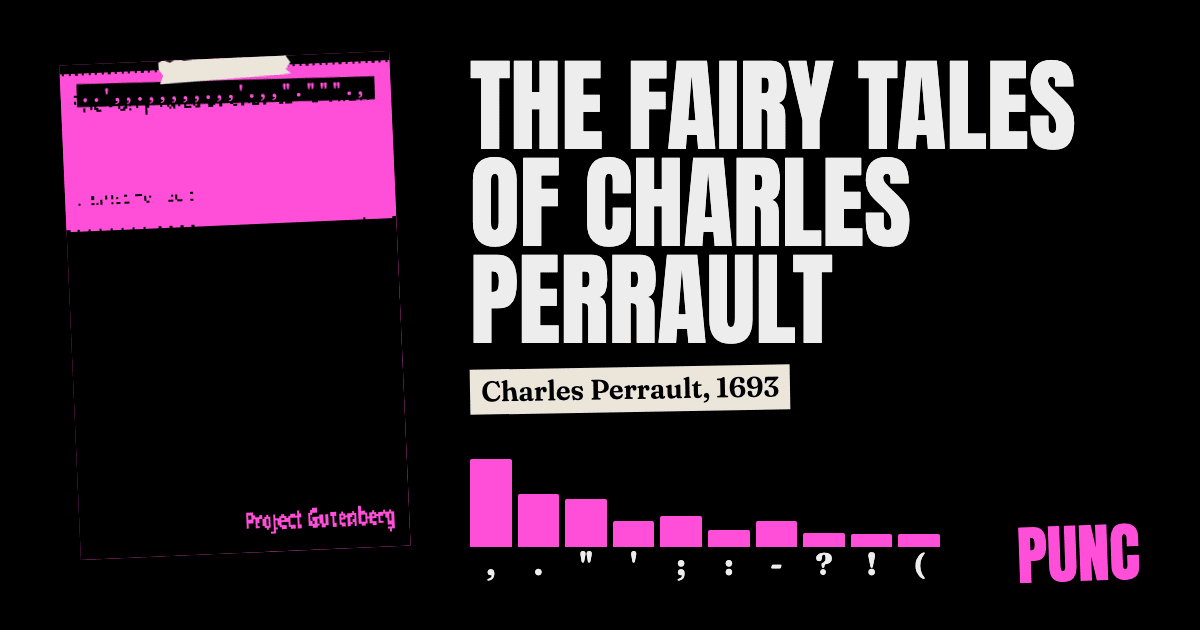 THE FAIRY TALES
OF CHARLES
PERRAULT
Charles Perrault, 1693
, . " ' ; : - ? ! (
Project Gutenberg
PUNC